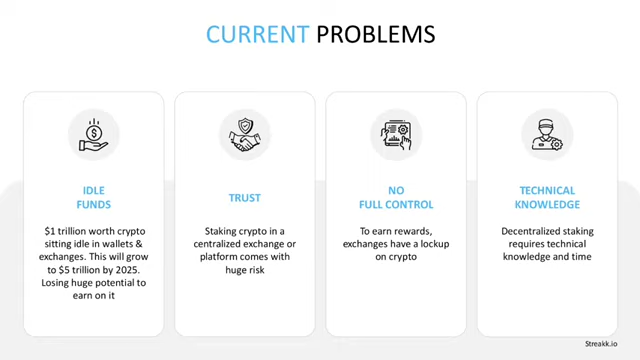 CURRENT PROBLEMS
IDLE
FUNDS
$1 trillion worth crypto
sitting idle in wallets &
exchanges. This will grow
to $5 trillion by 2025.
Losing huge potential to
earn on it
TRUST
Staking crypto in a
centralized exchange or
platform comes with
huge risk
NO
FULL CONTROL
To earn rewards,
exchanges have a lockup
on crypto
TECHNICAL
KNOWLEDGE
Decentralized staking
requires technical
knowledge and time
Streakk.io